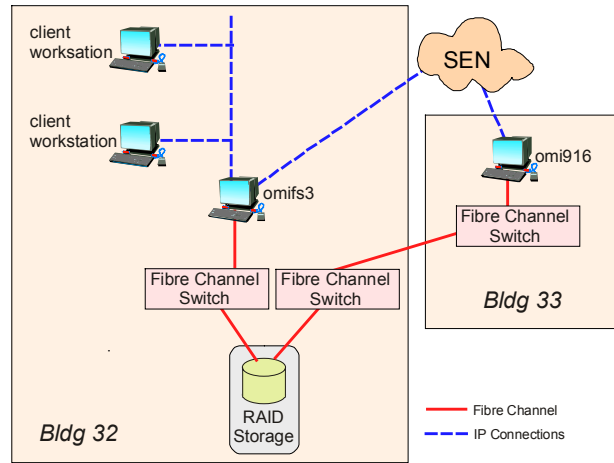 client
worksation
client
workstation
omifs3
SEN
omi916
Fibre Channel
Switch
Bldg 33
Fibre Channel
Switch
Fibre Channel
Switch
RAID
Storage
Bldg 32
Fibre Channel
IP Connections